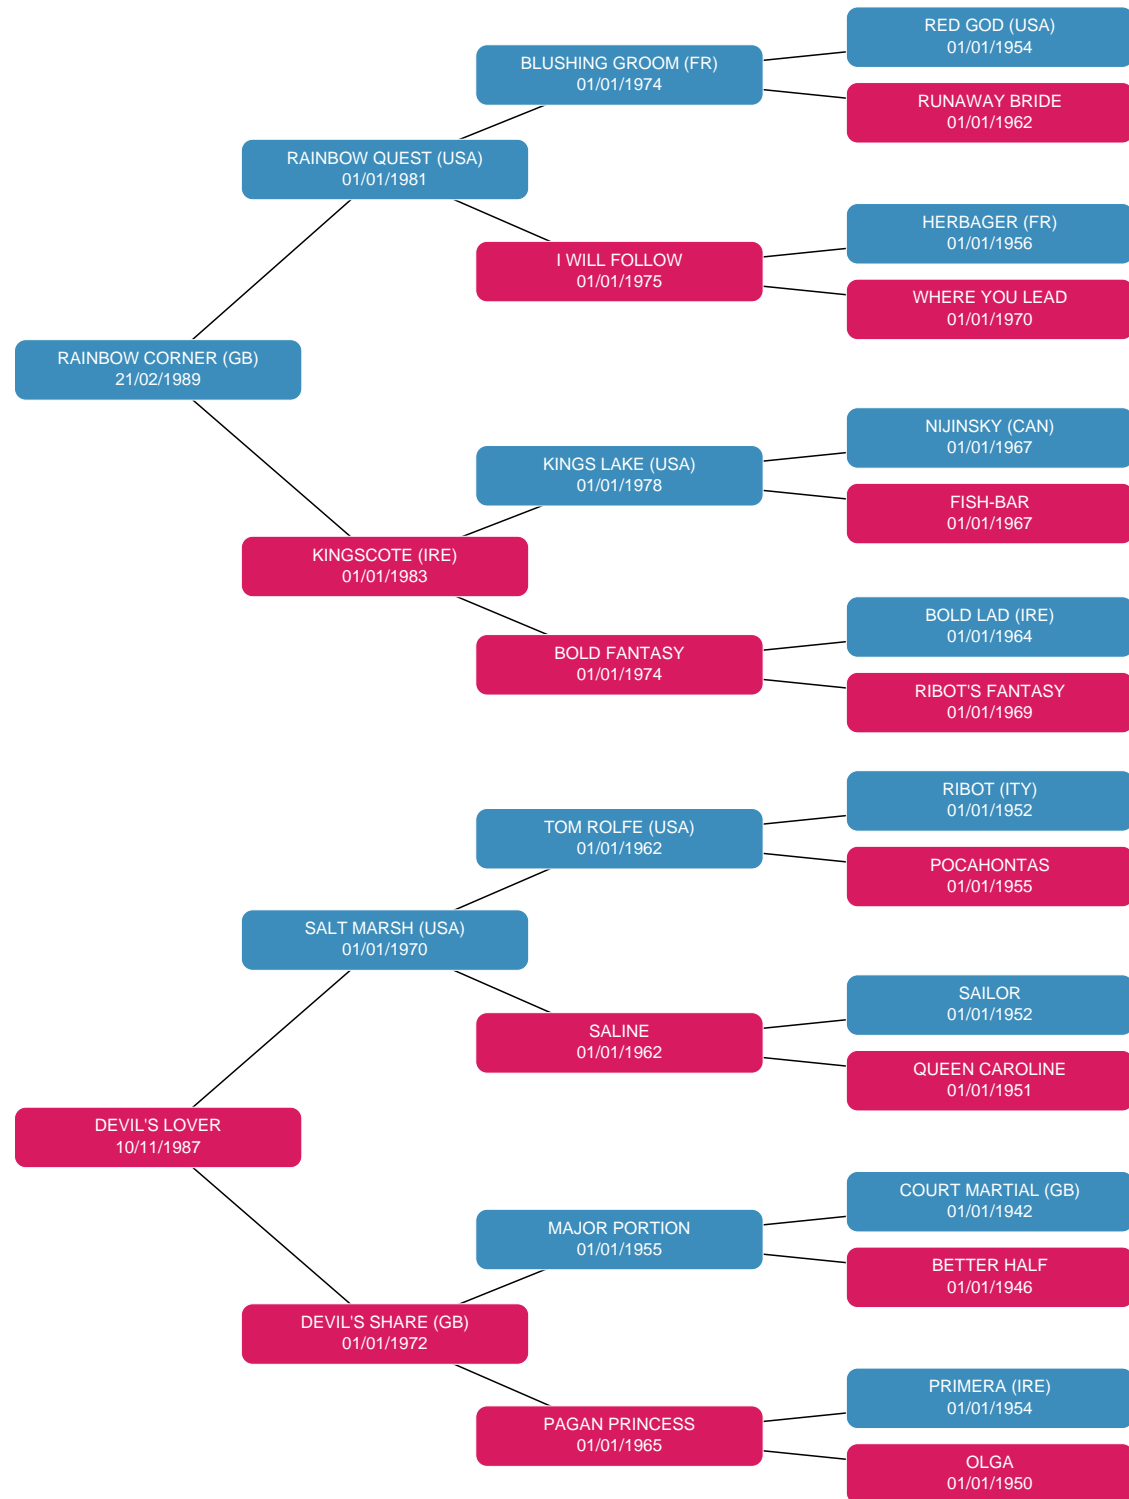 RED GOD (USA)
01/01/1954
BLUSHING GROOM (FR)
01/01/1974
RUNAWAY BRIDE
01/01/1962
RAINBOW QUEST (USA)
01/01/1981
HERBAGER (FR)
01/01/1956
I WILL FOLLOW
01/01/1975
WHERE YOU LEAD
01/01/1970
RAINBOW CORNER (GB)
21/02/1989
NIJINSKY (CAN)
01/01/1967
KINGS LAKE (USA)
01/01/1978
FISH-BAR
01/01/1967
KINGSCOTE (IRE)
01/01/1983
BOLD LAD (IRE)
01/01/1964
BOLD FANTASY
01/01/1974
RIBOT'S FANTASY
01/01/1969
RIBOT (ITY)
01/01/1952
TOM ROLFE (USA)
01/01/1962
POCAHONTAS
01/01/1955
SALT MARSH (USA)
01/01/1970
SAILOR
01/01/1952
SALINE
01/01/1962
QUEEN CAROLINE
01/01/1951
DEVIL'S LOVER
10/11/1987
COURT MARTIAL (GB)
01/01/1942
MAJOR PORTION
01/01/1955
BETTER HALF
01/01/1946
DEVIL'S SHARE (GB)
01/01/1972
PRIMERA (IRE)
01/01/1954
PAGAN PRINCESS
01/01/1965
OLGA
01/01/1950